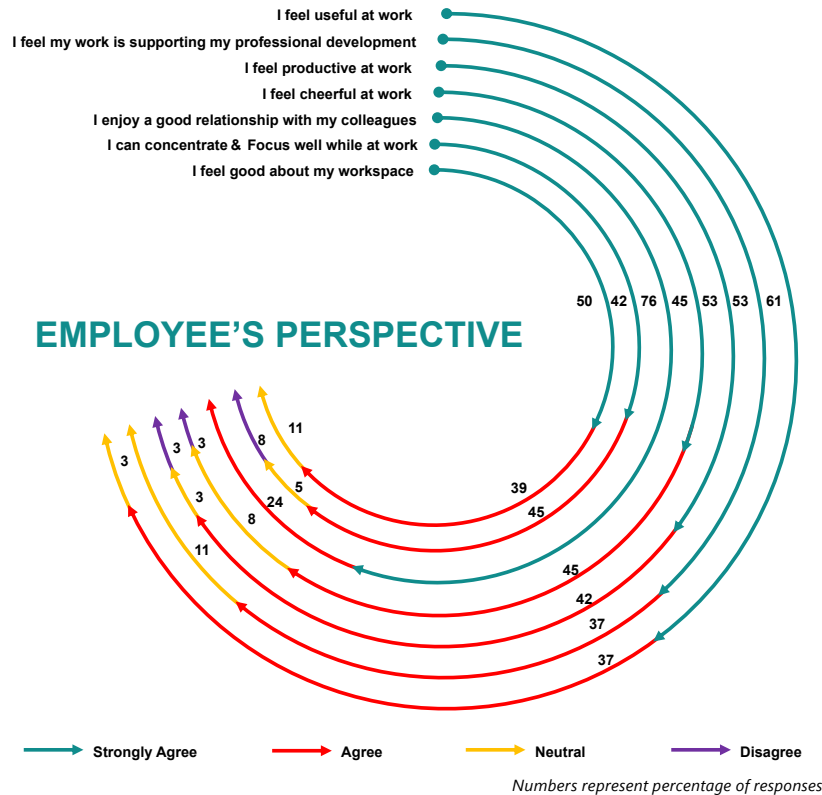 I feel useful at work
I feel my work is supporting my professional development
I feel productive at work
I feel cheerful at work
I enjoy a good relationship with my colleagues
I can concentrate & Focus well while at work
I feel good about my workspace
50 42 76 45 53 53 61
EMPLOYEE'S PERSPECTIVE
11
8
3
3
3
5
39
3
24
45
8
11
45
42
37
37
Strongly Agree
Agree
Neutral
Disagree
Numbers represent percentage of responses